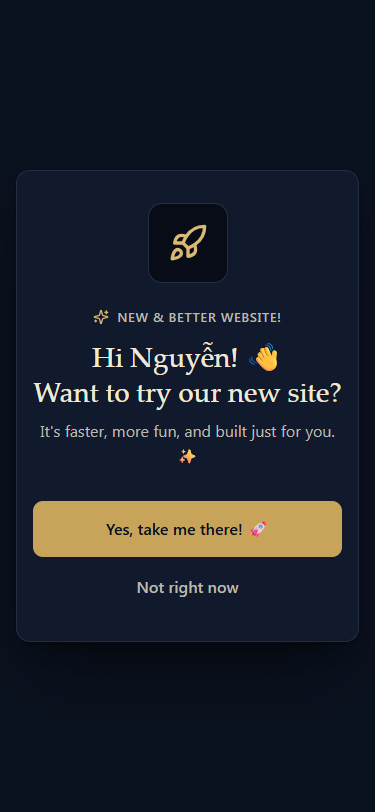 NEW & BETTER WEBSITE!
Hi Nguyễn! 👋
Want to try our new site?
It's faster, more fun, and built just for you.
✨
Yes, take me there! 🚀
Not right now